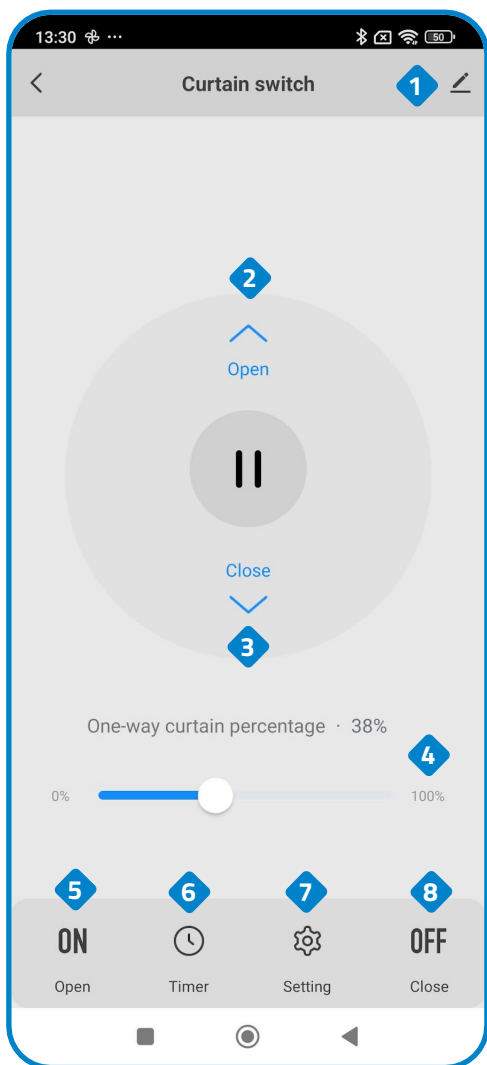 13:30 ... 50
Curtain switch 1
2
Open
Close
3
One-way curtain percentage · 38%
4
0% 100%
5 6 7 8
ON OFF
Open Timer Setting Close